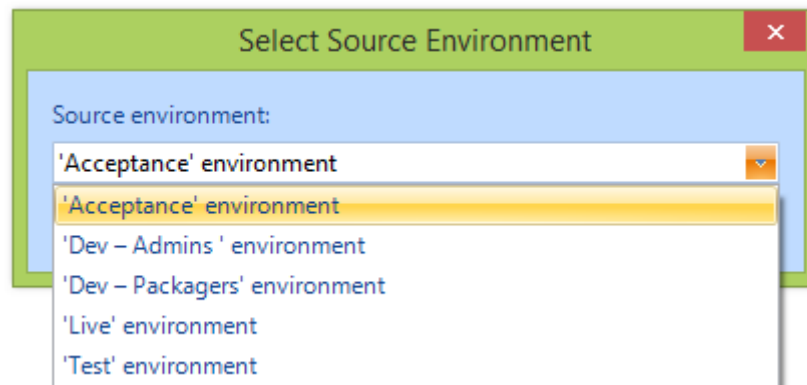 Select Source Environment
Source environment:
'Acceptance' environment
'Acceptance' environment
'Dev – Admins ' environment
'Dev – Packagers' environment
'Live' environment
'Test' environment